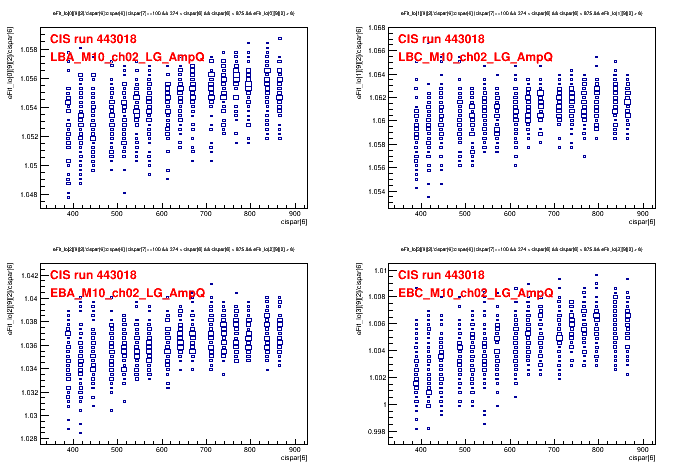 CIS run 443018
LBA_M10_ch02_LG_AmpQ
1.058
1.056
1.054
1.052
1.05
1.048
400 500 600 700 800 900
cispar[6]
CIS run 443018
LBC_M10_ch02_LG_AmpQ
1.068
1.066
1.064
1.062
1.06
1.058
1.056
1.054
400 500 600 700 800 900
cispar[6]
CIS run 443018
EBA_M10_ch02_LG_AmpQ
1.042
1.04
1.038
1.036
1.034
1.032
1.03
1.028
400 500 600 700 800 900
cispar[6]
CIS run 443018
EBC_M10_ch02_LG_AmpQ
1.01
1.008
1.006
1.004
1.002
1
0.998
400 500 600 700 800 900
cispar[6]